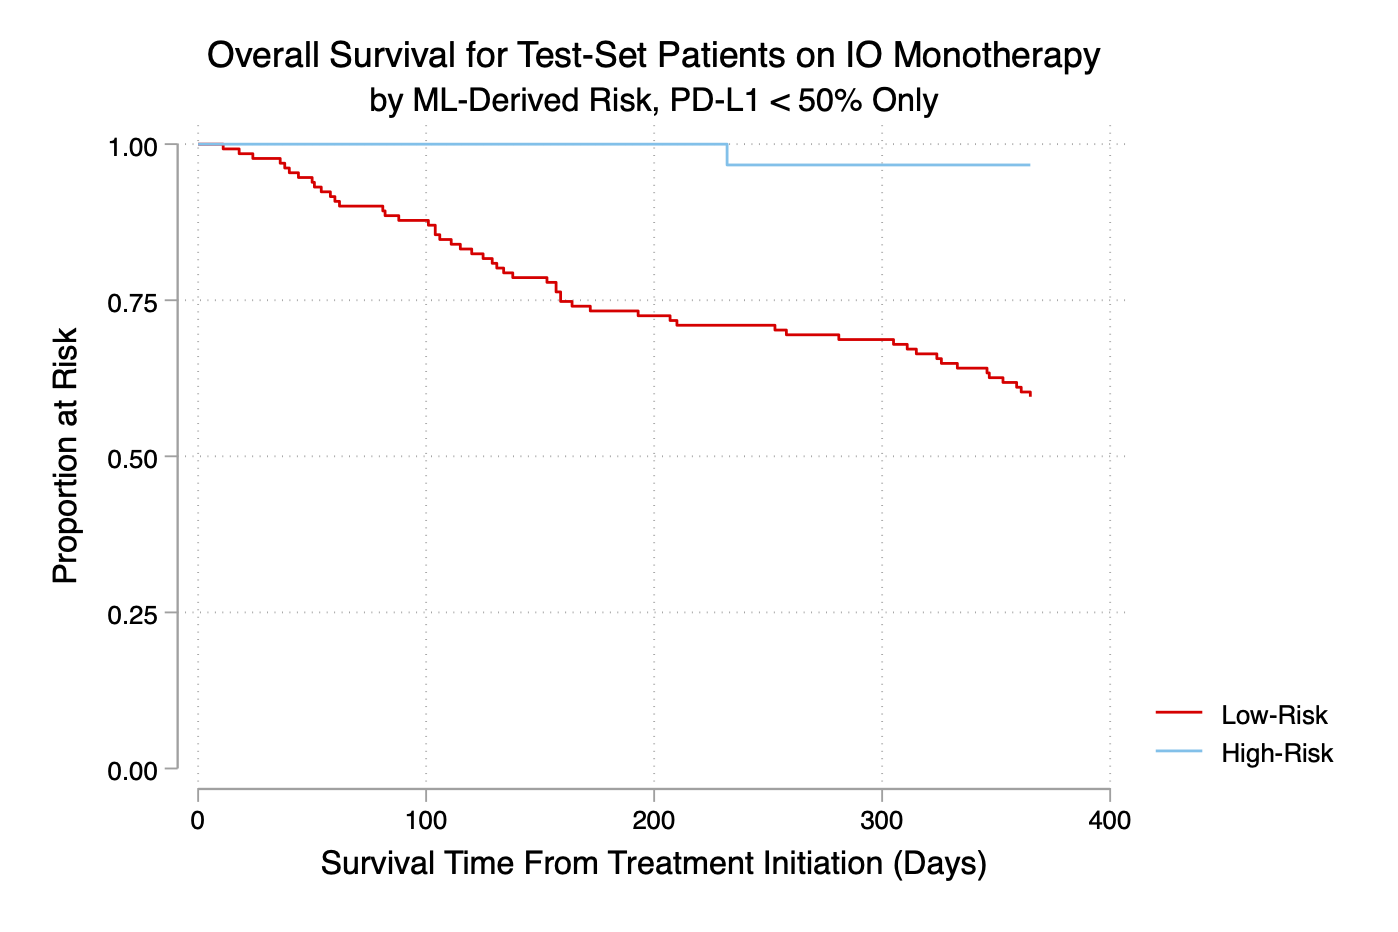 Overall Survival for Test-Set Patients on IO Monotherapy
by ML-Derived Risk, PD-L1 < 50% Only
1.00
0.75
0.50
0.25
0.00
Proportion at Risk
0 100 200 300 400
Survival Time From Treatment Initiation (Days)
Low-Risk
High-Risk